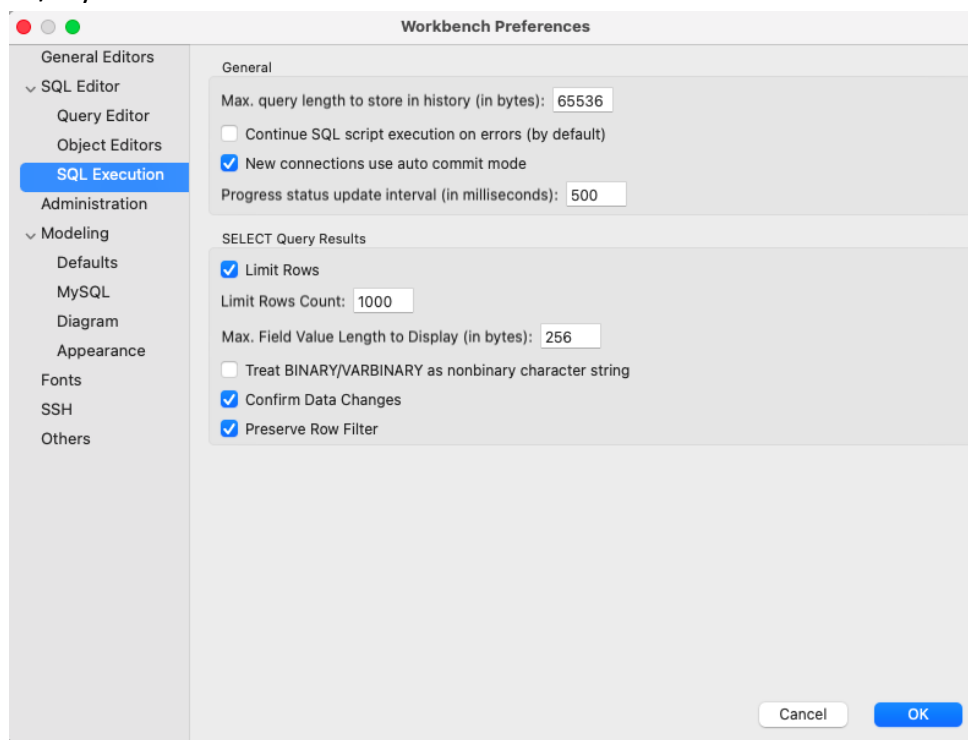 Workbench Preferences
General Editors
SQL Editor
Query Editor
Object Editors
SQL Execution
Administration
Modeling
Defaults
MySQL
Diagram
Appearance
Fonts
SSH
Others
General
Max. query length to store in history (in bytes): 65536
Continue SQL script execution on errors (by default)
New connections use auto commit mode
Progress status update interval (in milliseconds): 500
SELECT Query Results
Limit Rows
Limit Rows Count: 1000
Max. Field Value Length to Display (in bytes): 256
Treat BINARY/VARBINARY as nonbinary character string
Confirm Data Changes
Preserve Row Filter
Cancel OK